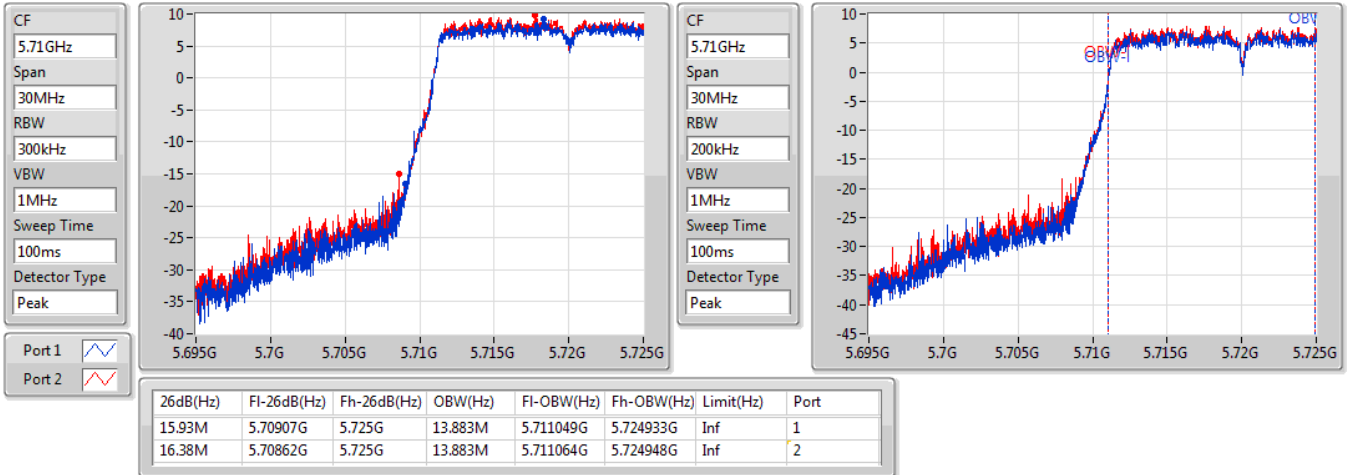 CF
5.71GHz
Span
30MHz
RBW
300kHz
VBW
1MHz
Sweep Time
100ms
Detector Type
Peak
Port 1
Port 2
10
5
0
-5
-10
-15
-20
-25
-30
-35
-40
5.695G 5.7G 5.705G 5.71G 5.715G 5.72G 5.725G
CF
5.71GHz
Span
30MHz
RBW
200kHz
VBW
1MHz
Sweep Time
100ms
Detector Type
Peak
10
5
0
-5
-10
-15
-20
-25
-30
-35
-40
-45
5.695G 5.7G 5.705G 5.71G 5.715G 5.72G 5.725G
26dB(Hz) Fl-26dB(Hz) Fh-26dB(Hz) OBW(Hz) Fl-OBW(Hz) Fh-OBW(Hz) Limit(Hz) Port
15.93M 5.70907G 5.725G 13.883M 5.711049G 5.724933G Inf 1
16.38M 5.70862G 5.725G 13.883M 5.711064G 5.724948G Inf 2